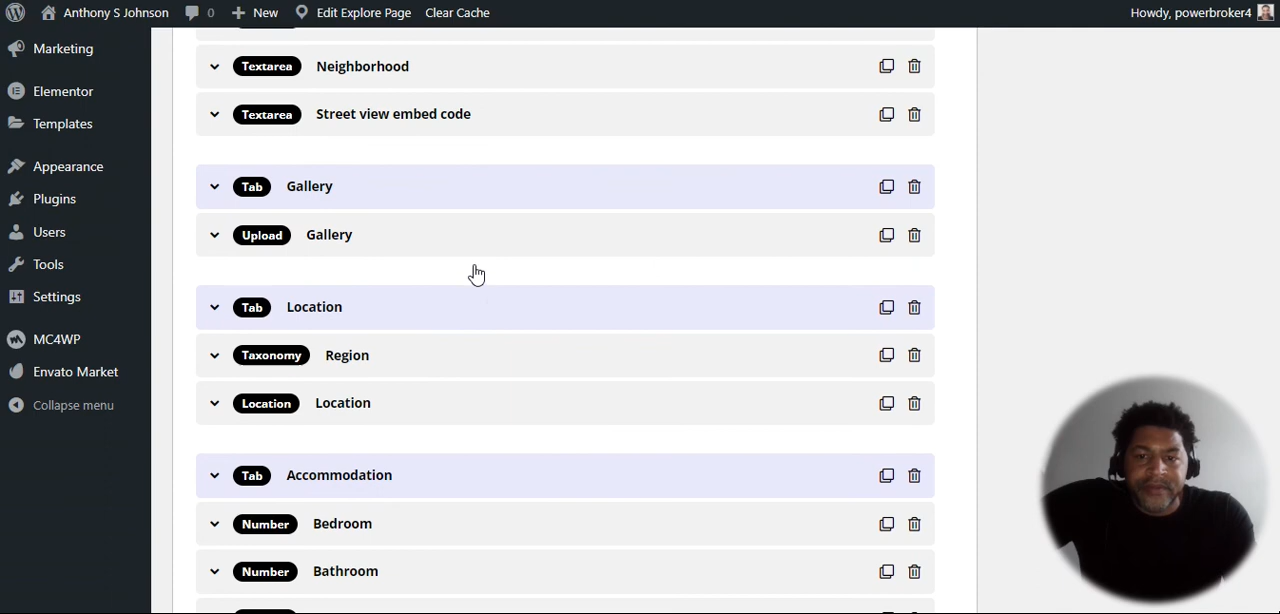 Anthony S Johnson
0
New
Edit Explore Page
Clear Cache
Howdy, powerbroker4
Marketing
Elementor
Templates
Appearance
Plugins
Users
Tools
Settings
MC4WP
Envato Market
Collapse menu
Textarea Neighborhood
Textarea Street view embed code
Tab Gallery
Upload Gallery
Tab Location
Taxonomy Region
Location Location
Tab Accommodation
Number Bedroom
Number Bathroom